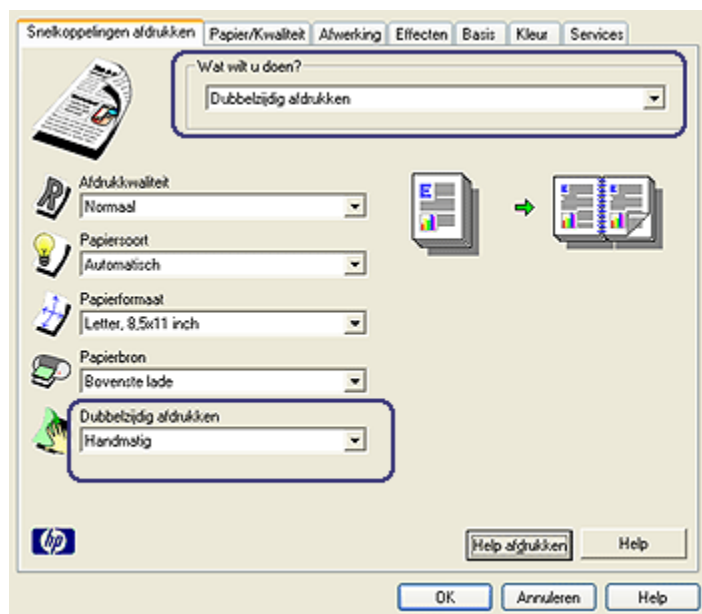 Snelkoppelingen afdrukken Papier/Kwaliteit Afwerking Effecten Basis Kleur Services
Wat wilt u doen?
Dubbelzijdig afdrukken
Afdrukkwaliteit
Normaal
Papiersoort
Automatisch
Papierformaat
Letter, 8,5x11 inch
Papierbron
Bovenste lade
Dubbelzijdig afdrukken
Handmatig
hp
Help afdrukken Help
OK Annuleren Help